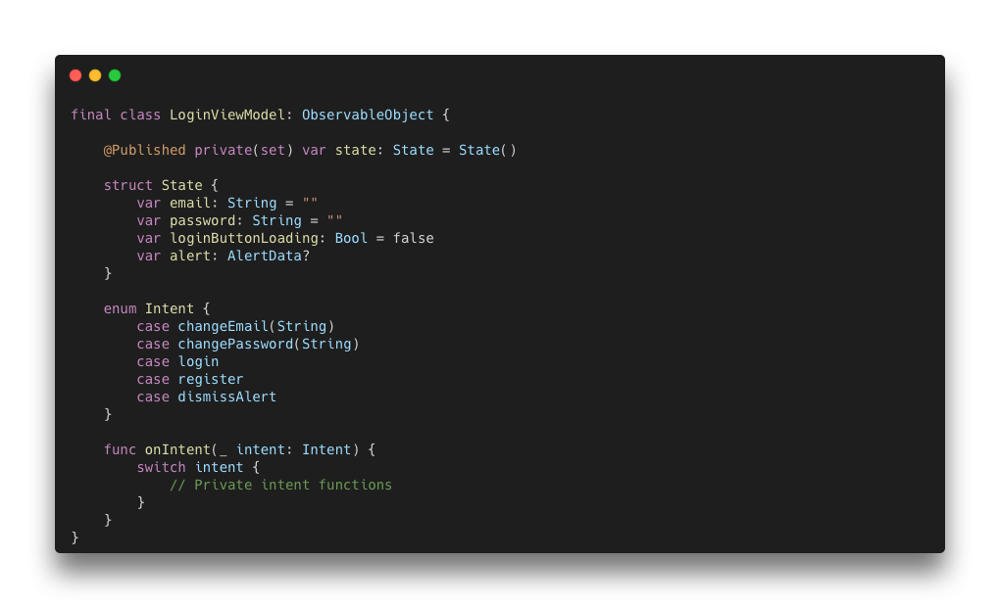 final class LoginViewModel: ObservableObject {
    @Published private(set) var state: State = State()
    struct State {
        var email: String = ""
        var password: String = ""
        var loginButtonLoading: Bool = false
        var alert: AlertData?
    }
    enum Intent {
        case changeEmail(String)
        case changePassword(String)
        case login
        case register
        case dismissAlert
    }
    func onIntent(_ intent: Intent) {
        switch intent {
            // Private intent functions
        }
    }
}